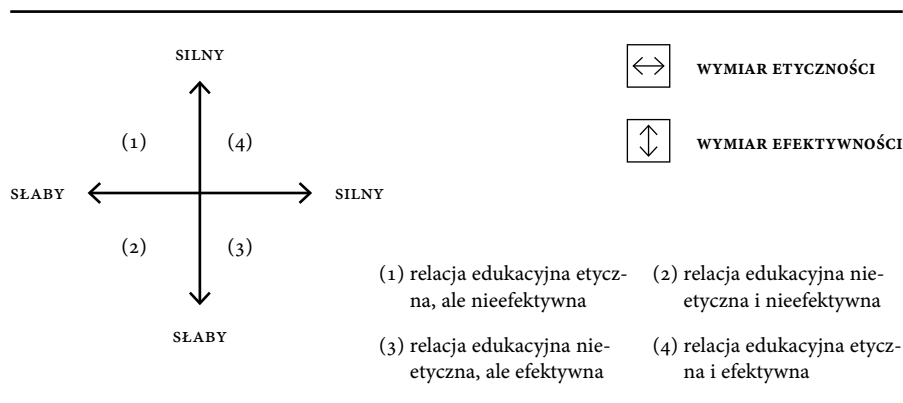 SILNY
WYMIAR ETYCZNOŚCI
(1) (4)
WYMIAR EFEKTYWNOŚCI
SŁABY SILNY
(2) (3)
SŁABY
(1) relacja edukacyjna etycz-
na, ale nieefektywna
(2) relacja edukacyjna nie-
etyczna i nieefektywna
(3) relacja edukacyjna nie-
etyczna, ale efektywna
(4) relacja edukacyjna etycz-
na i efektywna